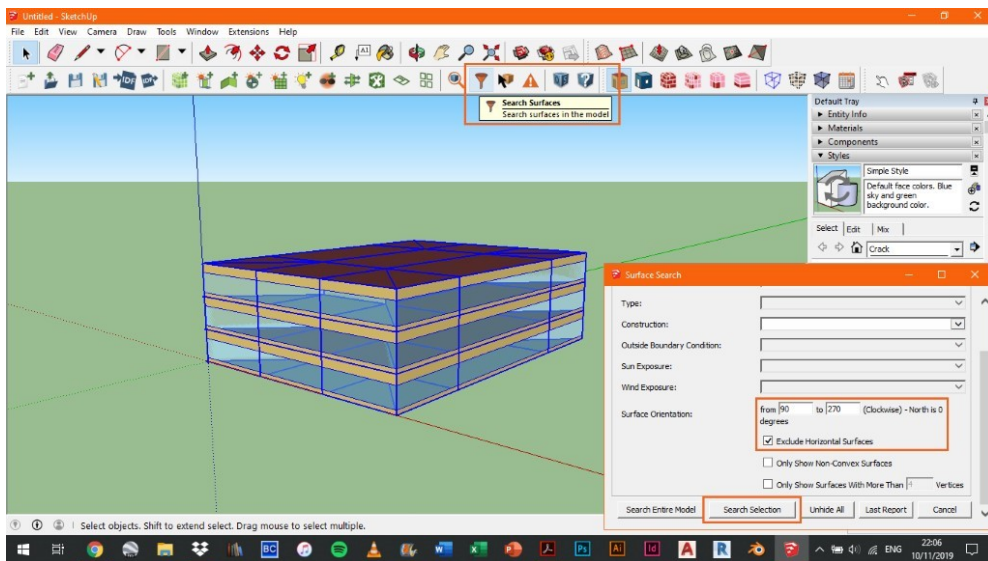 Untitled - SketchUp
File Edit View Camera Draw Tools Window Extensions Help
Search Surfaces
Search surfaces in the model
Default Tray
Entity Info
Materials
Components
Styles
Simple Style
Default face colors. Blue
sky and green
background color.
Select Edit Mix
Crack
Surface Search
Type:
Construction:
Outside Boundary Condition:
Sun Exposure:
Wind Exposure:
Surface Orientation:
from 90 to 270 (Clockwise) - North is 0
degrees
Exclude Horizontal Surfaces
Only Show Non-Convex Surfaces
Only Show Surfaces With More Than 4 Vertices
Search Entire Model Search Selection Unhide All Last Report Cancel
Select objects. Shift to extend select. Drag mouse to select multiple.
BC Ps Ai Id A R ENG
22:06
10/11/2019